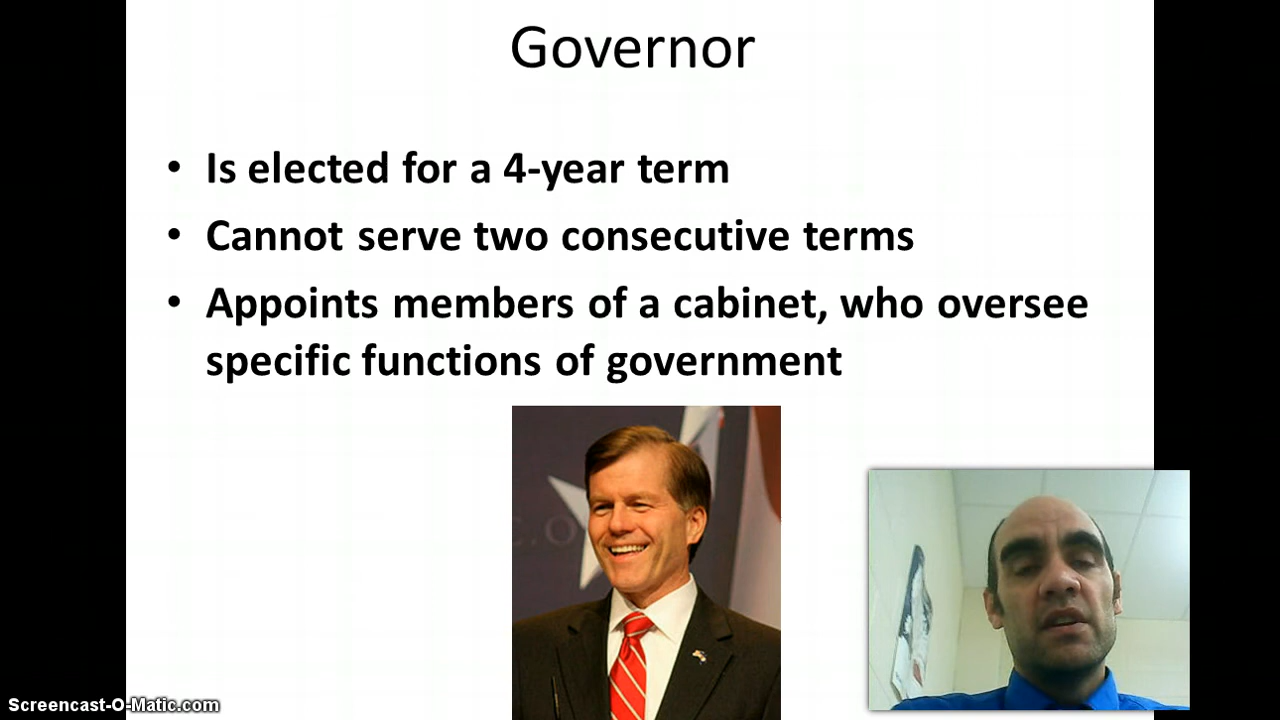 Governor
• Is elected for a 4-year term
• Cannot serve two consecutive terms
• Appoints members of a cabinet, who oversee
specific functions of government
C.O
Screencast-O-Matic.com